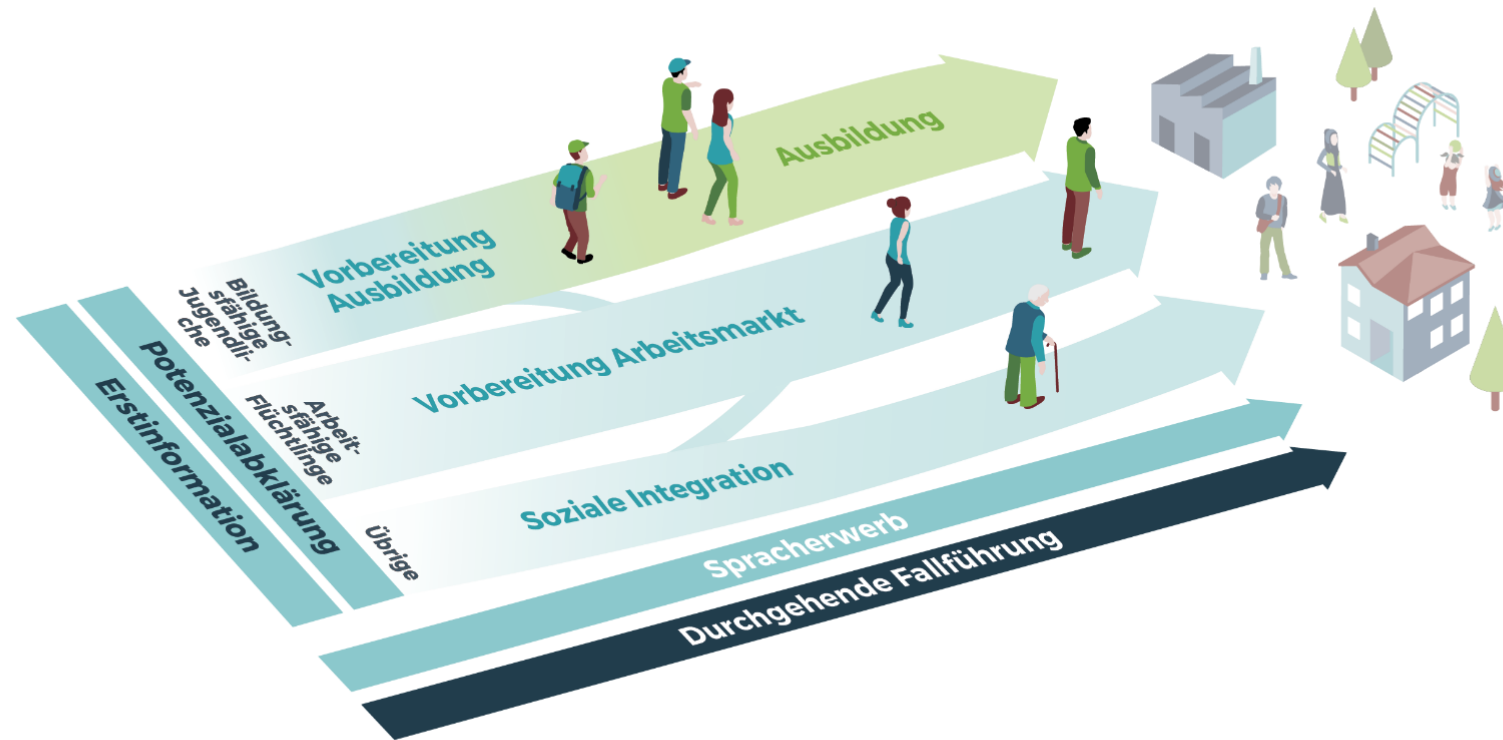 Erstinformation
Potenzialabklärung
Bildung-
sfähige
Jugendli-
che
Vorbereitung
Ausbildung
Ausbildung
Arbeit-
sfähige
Flüchtlinge
Vorbereitung Arbeitsmarkt
Übrige
Soziale Integration
Spracherwerb
Durchgehende Fallführung